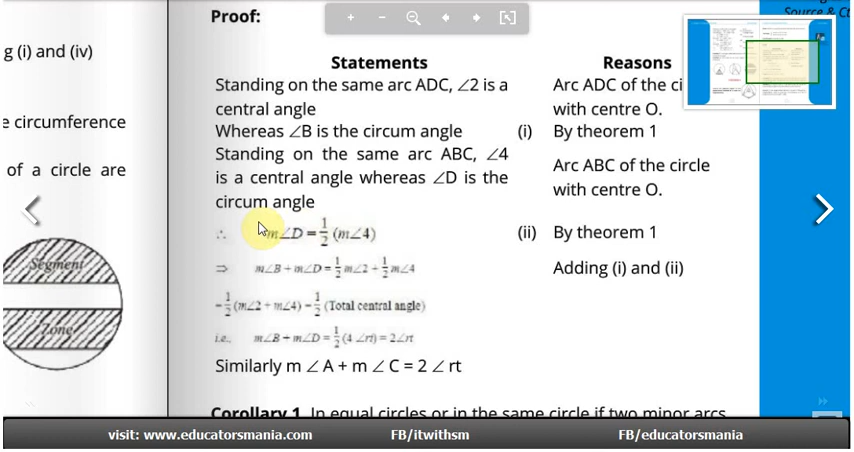 Source & C
g (i) and (iv)
e circumference
of a circle are
Segment
Zone
Proof:
Statements Reasons
Standing on the same arc ADC, ∠2 is a Arc ADC of the ci
central angle with centre O.
Whereas ∠B is the circum angle (i) By theorem 1
Standing on the same arc ABC, ∠4
is a central angle whereas ∠D is the Arc ABC of the circle
circum angle with centre O.
∴ m∠D = 1/2 (m∠4) (ii) By theorem 1
⇒ m∠B + m∠D = 1/2 m∠2 + 1/2 m∠4 Adding (i) and (ii)
= 1/2 (m∠2 + m∠4) = 1/2 (Total central angle)
i.e., m∠B + m∠D = 1/2 (4 ∠rt) = 2∠rt
Similarly m ∠ A + m ∠ C = 2 ∠ rt
Corollary 1. In equal circles or in the same circle if two minor arcs
visit: www.educatorsmania.com FB/itwithsm FB/educatorsmania